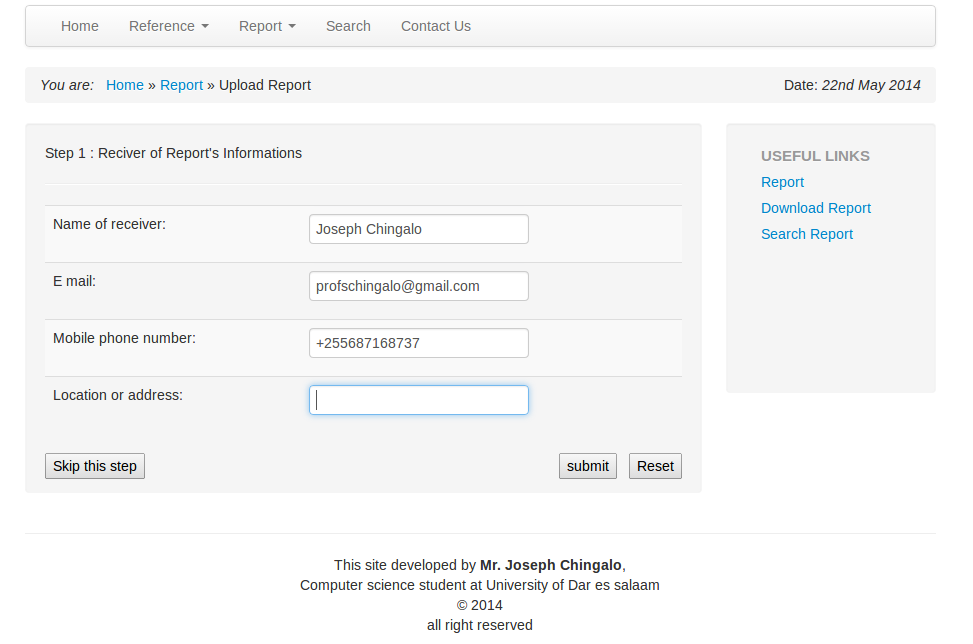 Home Reference Report Search Contact Us
You are: Home » Report » Upload Report Date: 22nd May 2014
Step 1 : Reciver of Report's Informations
Name of receiver: Joseph Chingalo
E mail: profschingalo@gmail.com
Mobile phone number: +255687168737
Location or address:
Skip this step submit Reset
USEFUL LINKS
Report
Download Report
Search Report
This site developed by Mr. Joseph Chingalo,
Computer science student at University of Dar es salaam
© 2014
all right reserved